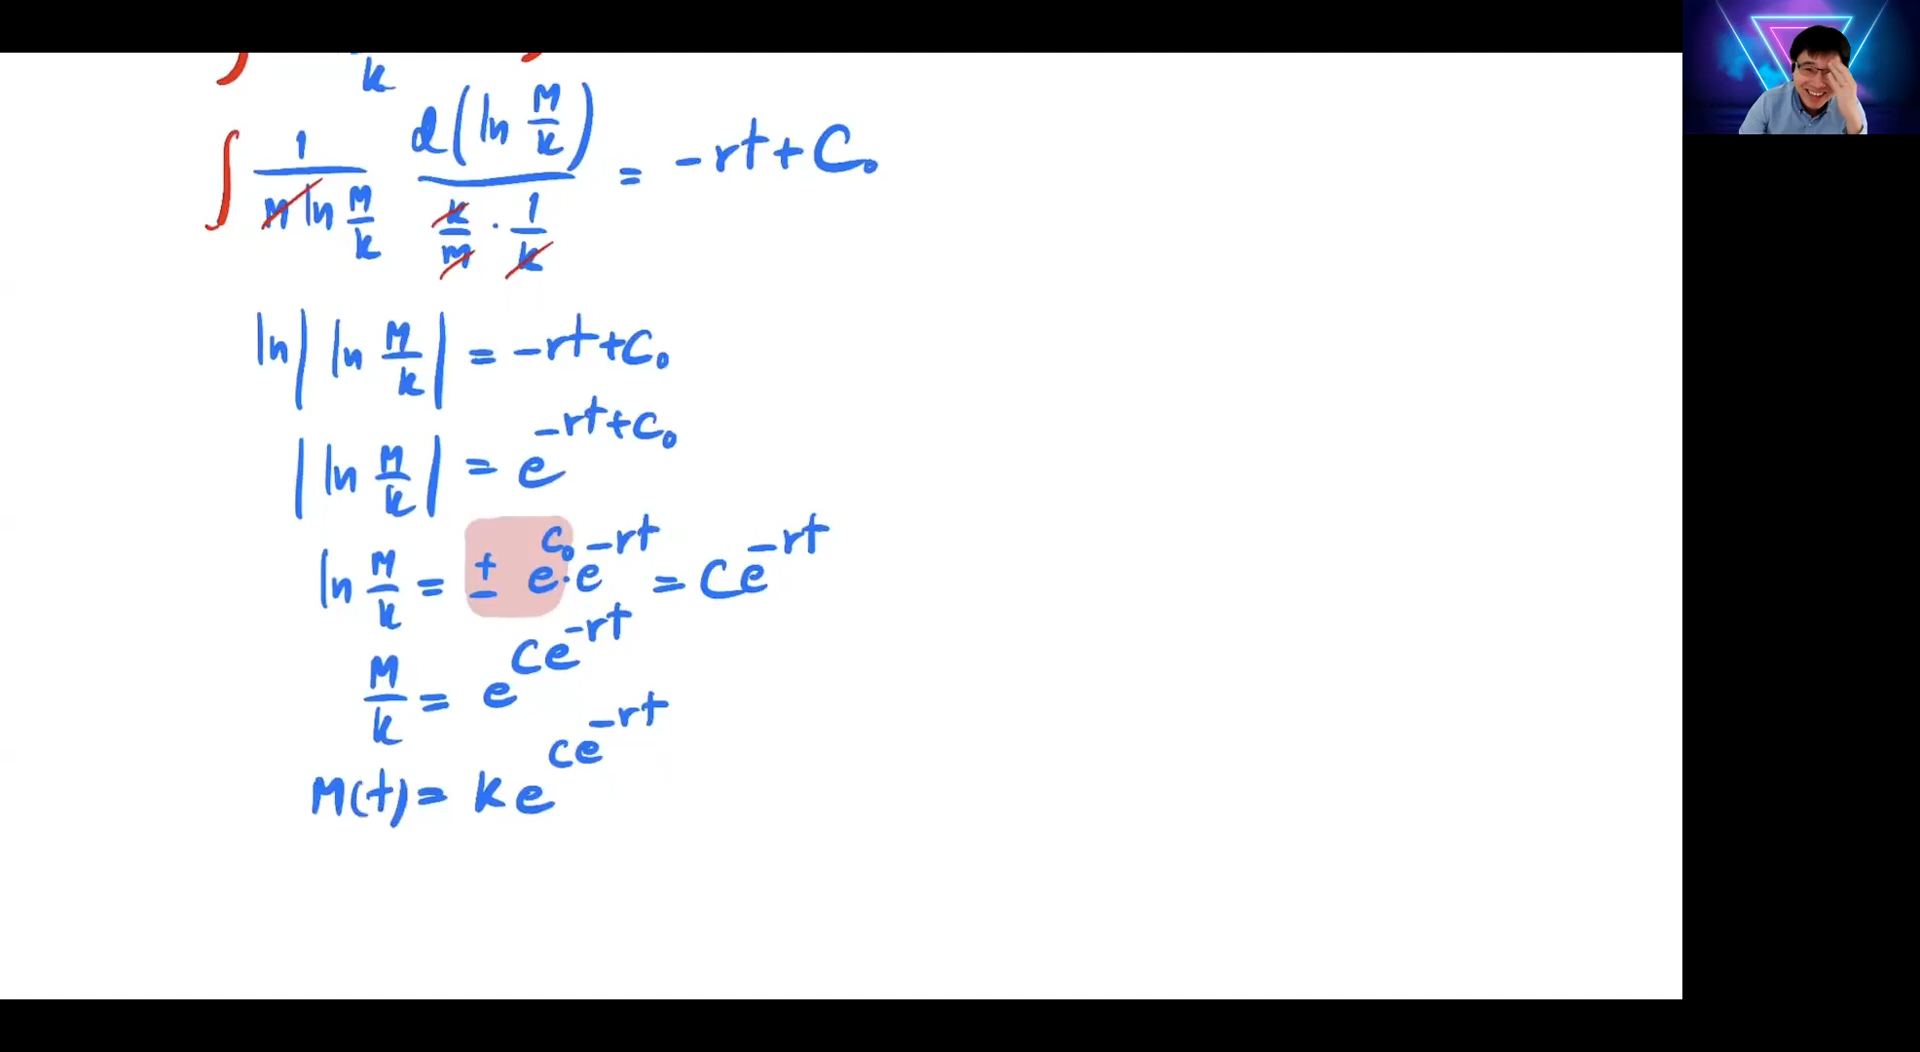 ∫ k ∫
∫ 1/(M ln M/k) d(ln M/k)/(k/M · 1/k) = -rt + C₀
ln| ln M/k | = -rt + C₀
| ln M/k | = e^(-rt + C₀)
ln M/k = ± e^(C₀) · e^(-rt) = Ce^(-rt)
M/k = e^(Ce^(-rt))
M(t) = k e^(Ce^(-rt))